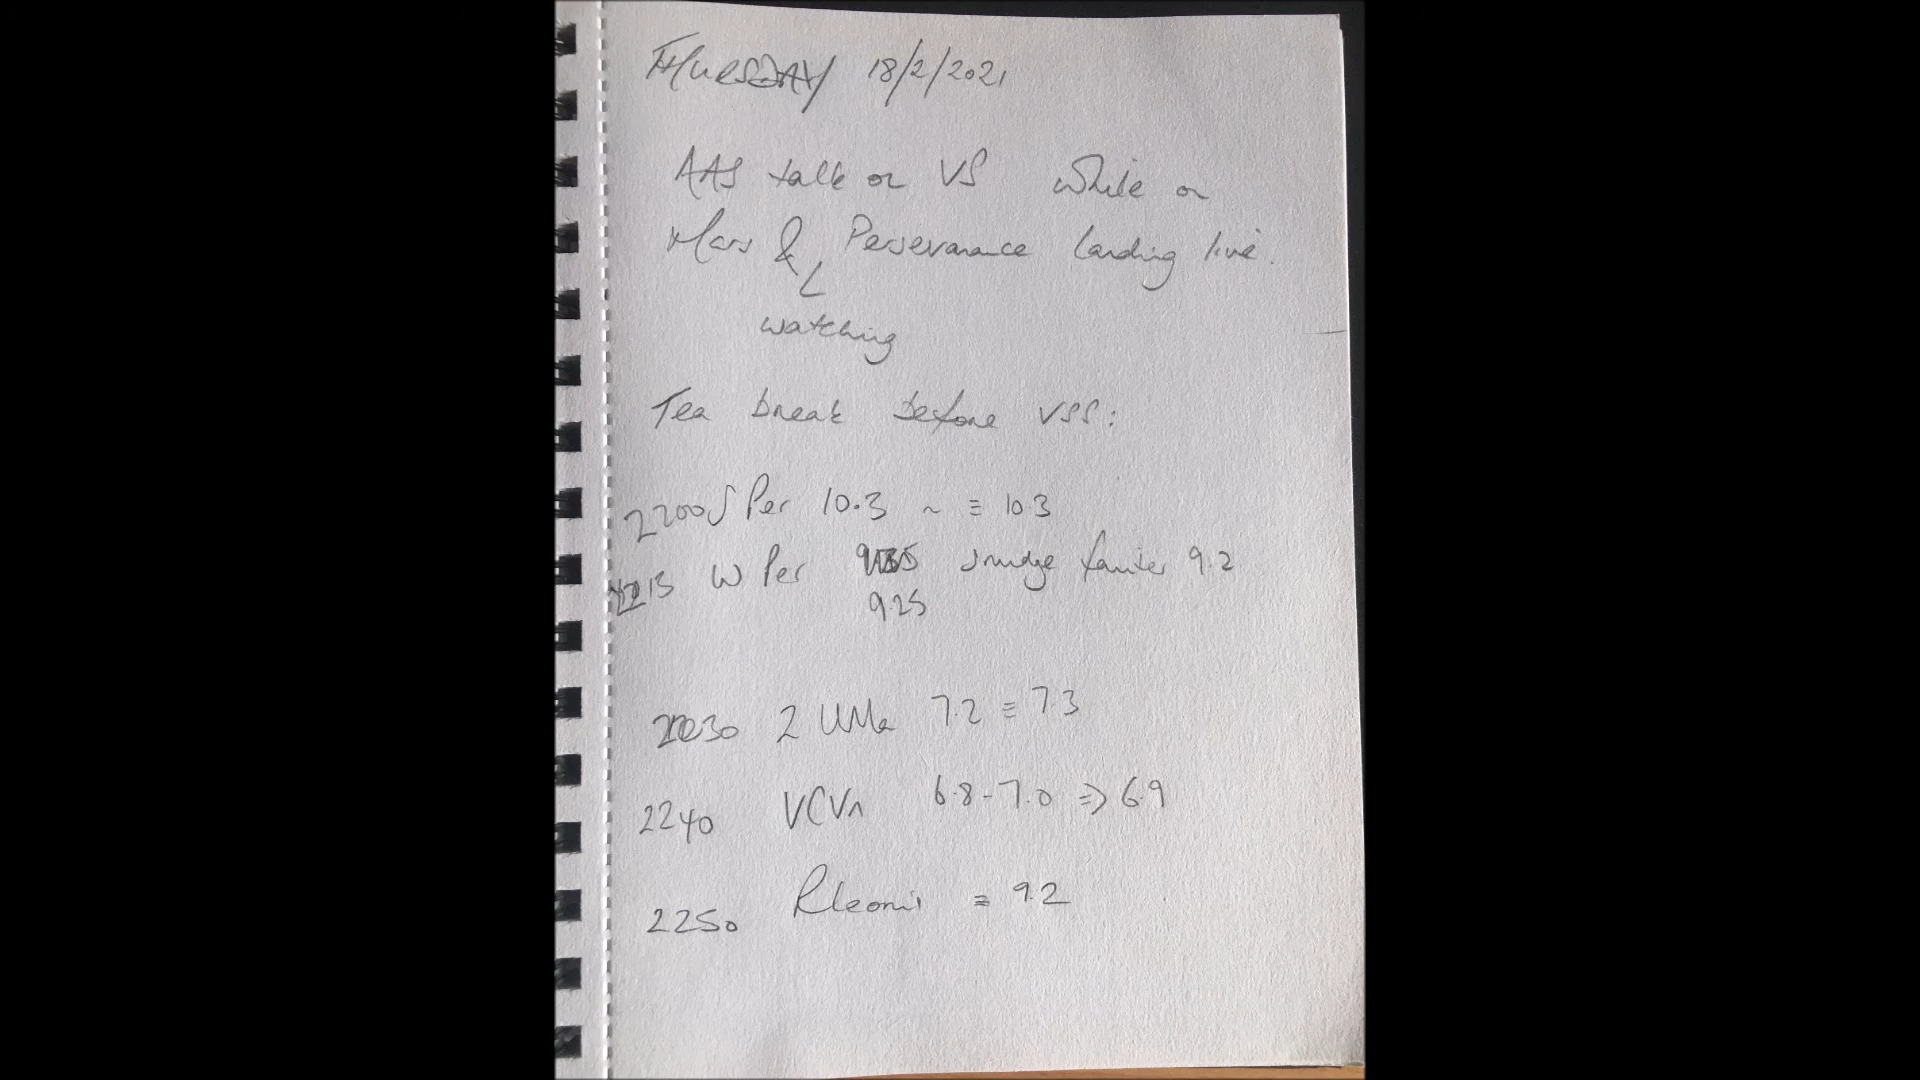 THURSDAY 18/2/2021
AAS talk on VS while on
Mars & Perseverance landing live.
watching
Tea break before VSS:
2200 S Per 10.3 ~ ≡ 10.3
2215 W Per smudge fainter 9.2
9.25
2230 Z UMa 7.2 ≡ 7.3
2240 VCVn 6.8-7.0 => 6.9
2250 RLeonis ≡ 9.2